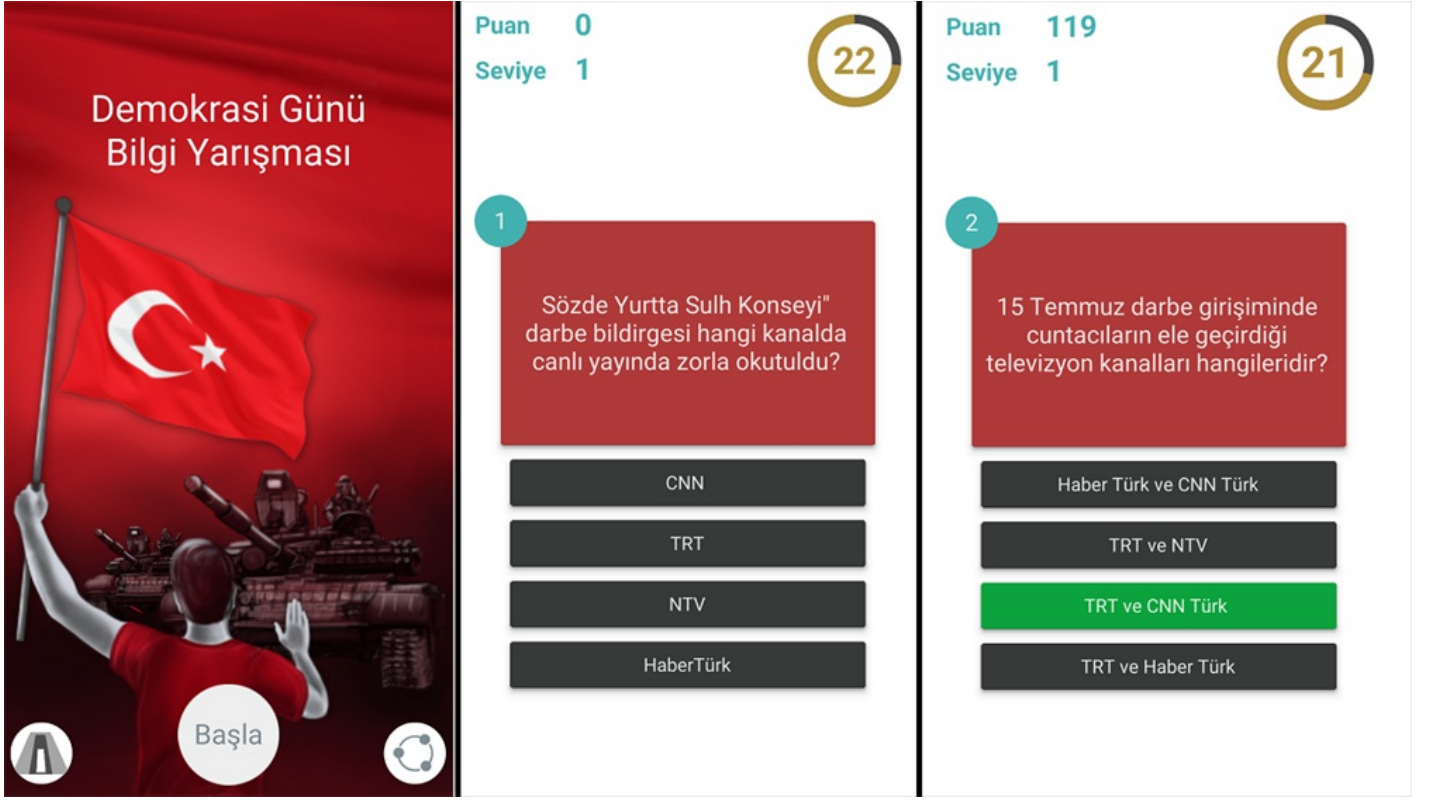 Demokrasi Günü
Bilgi Yarışması
Başla
Puan 0
Seviye 1
22
1
Sözde Yurtta Sulh Konseyi"
darbe bildirgesi hangi kanalda
canlı yayında zorla okutuldu?
CNN
TRT
NTV
HaberTürk
Puan 119
Seviye 1
21
2
15 Temmuz darbe girişiminde
cuntacıların ele geçirdiği
televizyon kanalları hangileridir?
Haber Türk ve CNN Türk
TRT ve NTV
TRT ve CNN Türk
TRT ve Haber Türk